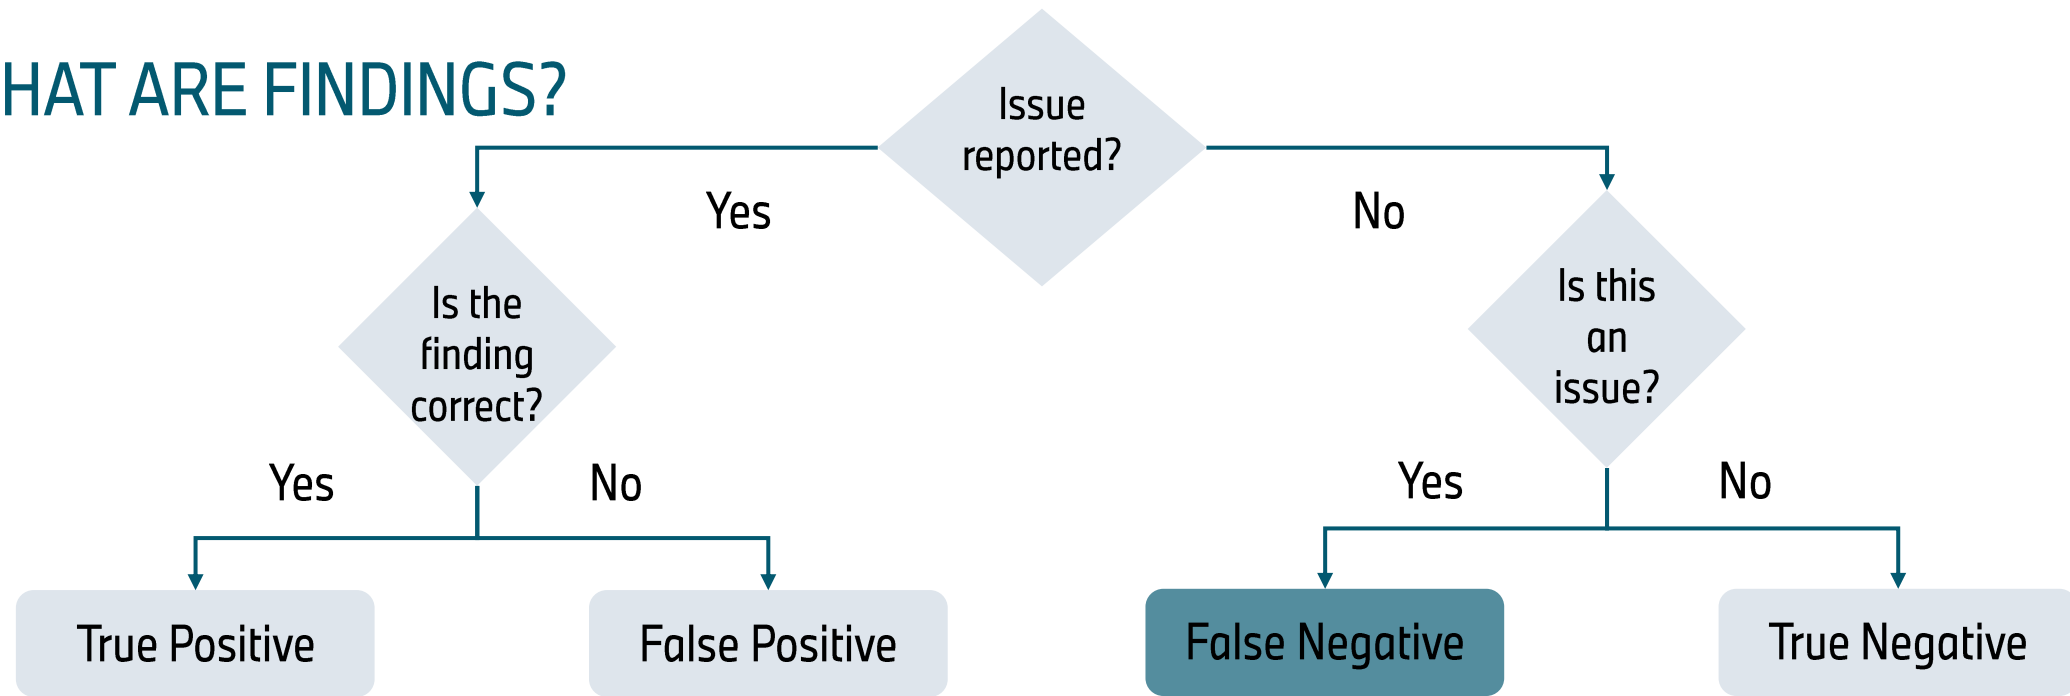 HAT ARE FINDINGS?
Issue
reported?
Yes
No
Is the
finding
correct?
Is this
an
issue?
Yes
No
Yes
No
True Positive
False Positive
False Negative
True Negative